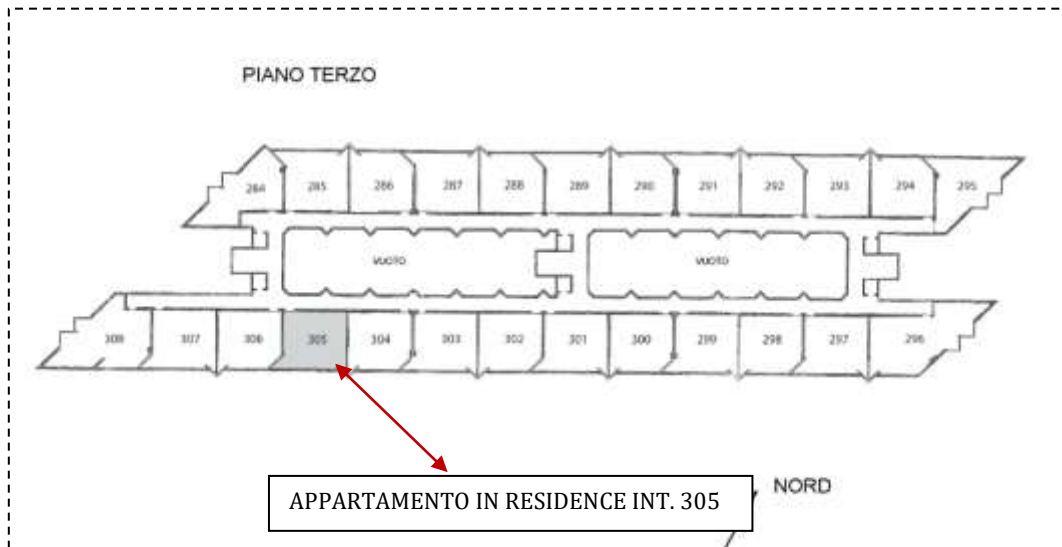 PIANO TERZO
284 285 286 287 288 289 290 291 292 293 294 295
VUOTO VUOTO
308 307 306 305 304 303 302 301 300 299 298 297 296
APPARTAMENTO IN RESIDENCE INT. 305
NORD